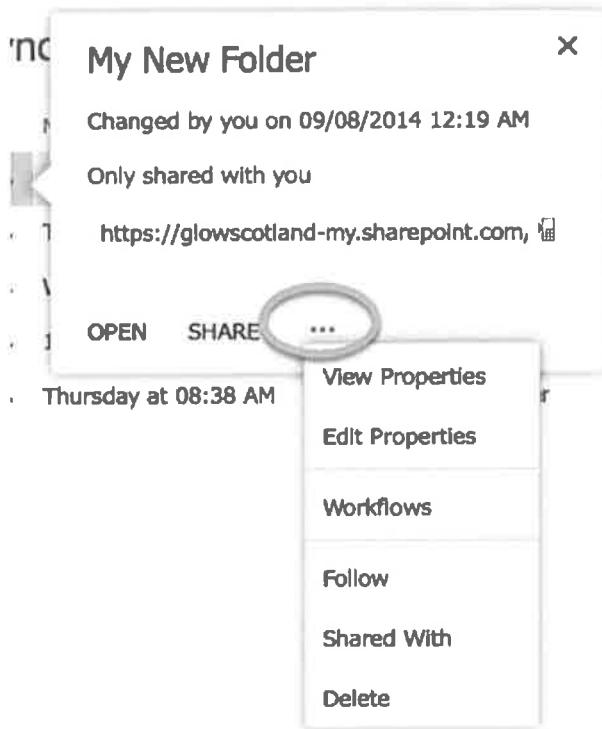 My New Folder
Changed by you on 09/08/2014 12:19 AM
Only shared with you
https://glowscotland-my.sharepoint.com,
OPEN SHARE ...
Thursday at 08:38 AM
View Properties
Edit Properties
Workflows
Follow
Shared With
Delete